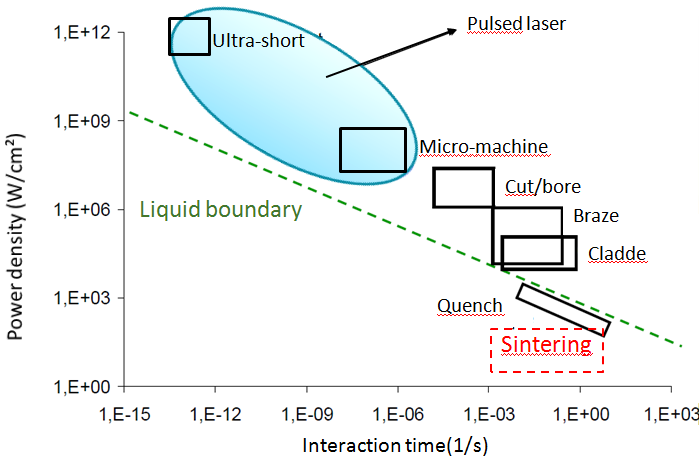 Pulsed laser
1,E+12
Ultra-short
1,E+09
Micro-machine
Cut/bore
1,E+06
Liquid boundary
Braze
Cladde
Power density (W/cm²)
1,E+03
Quench
Sintering
1,E+00
1,E-15 1,E-12 1,E-09 1,E-06 1,E-03 1,E+00 1,E+03
Interaction time(1/s)